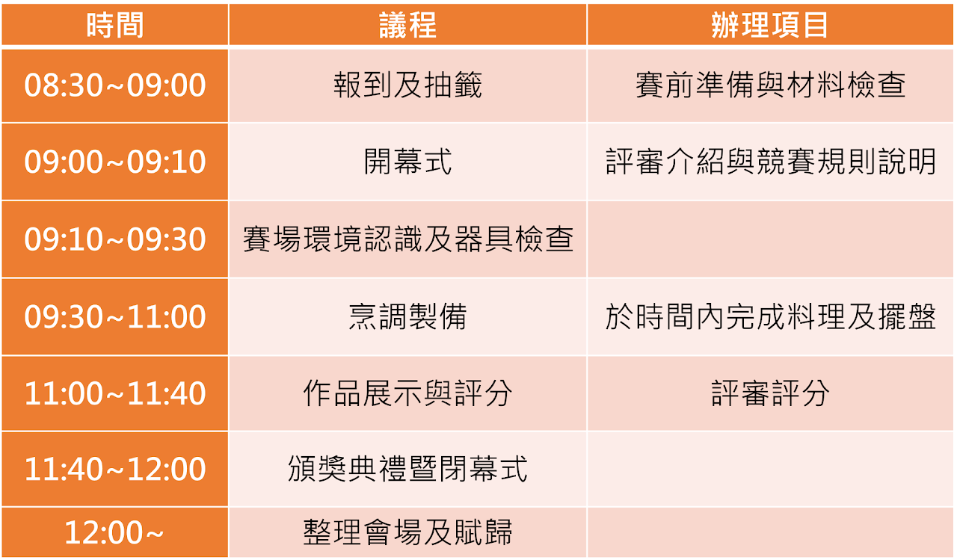 時間 議程 辦理項目
08:30~09:00 報到及抽籤 賽前準備與材料檢查
09:00~09:10 開幕式 評審介紹與競賽規則說明
09:10~09:30 賽場環境認識及器具檢查
09:30~11:00 烹調製備 於時間內完成料理及擺盤
11:00~11:40 作品展示與評分 評審評分
11:40~12:00 頒獎典禮暨閉幕式
12:00~ 整理會場及賦歸